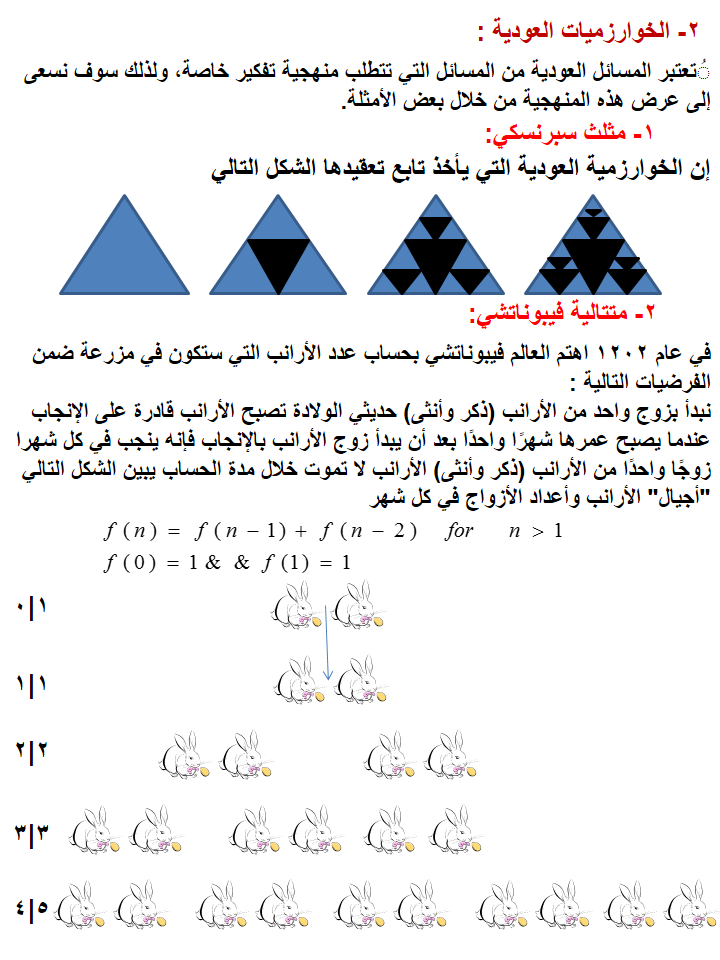 ٢- الخوارزميات العودية :
ُتعتبر المسائل العودية من المسائل التي تتطلب منهجية تفكير خاصة، ولذلك سوف نسعى
إلى عرض هذه المنهجية من خلال بعض الأمثلة.
١- مثلث سبرنسكي:
إن الخوارزمية العودية التي يأخذ تابع تعقيدها الشكل التالي
٢- متتالية فيبوناتشي:
في عام ١٢٠٢ اهتم العالم فيبوناتشي بحساب عدد الأرانب التي ستكون في مزرعة ضمن
الفرضيات التالية :
نبدأ بزوج واحد من الأرانب (ذكر وأنثى) حديثي الولادة تصبح الأرانب قادرة على الإنجاب
عندما يصبح عمرها شهرًا واحدًا بعد أن يبدأ زوج الأرانب بالإنجاب فإنه ينجب في كل شهرا
زوجًا واحدًا من الأرانب (ذكر وأنثى) الأرانب لا تموت خلال مدة الحساب يبين الشكل التالي
"أجيال" الأرانب وأعداد الأزواج في كل شهر
f ( n ) = f ( n − 1) + f ( n − 2 ) for n > 1
f ( 0 ) = 1 & & f (1) = 1
٠|١
١|١
٢|٢
٣|٣
٤|٥